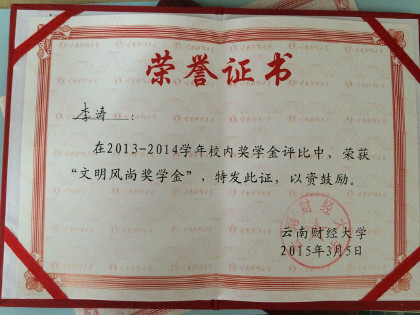 荣誉证书
李涛 :
在2013-2014学年校内奖学金评比中，荣获
“文明风尚奖学金”，特发此证，以资鼓励。
云南财经大学
2015年3月5日